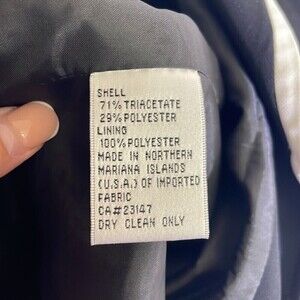 SHELL
71% TRIACETATE
29% POLYESTER
LINING
100% POLYESTER
MADE IN NORTHERN
MARIANA ISLANDS
(U.S.A.) OF IMPORTED
FABRIC
CA#23147
DRY CLEAN ONLY